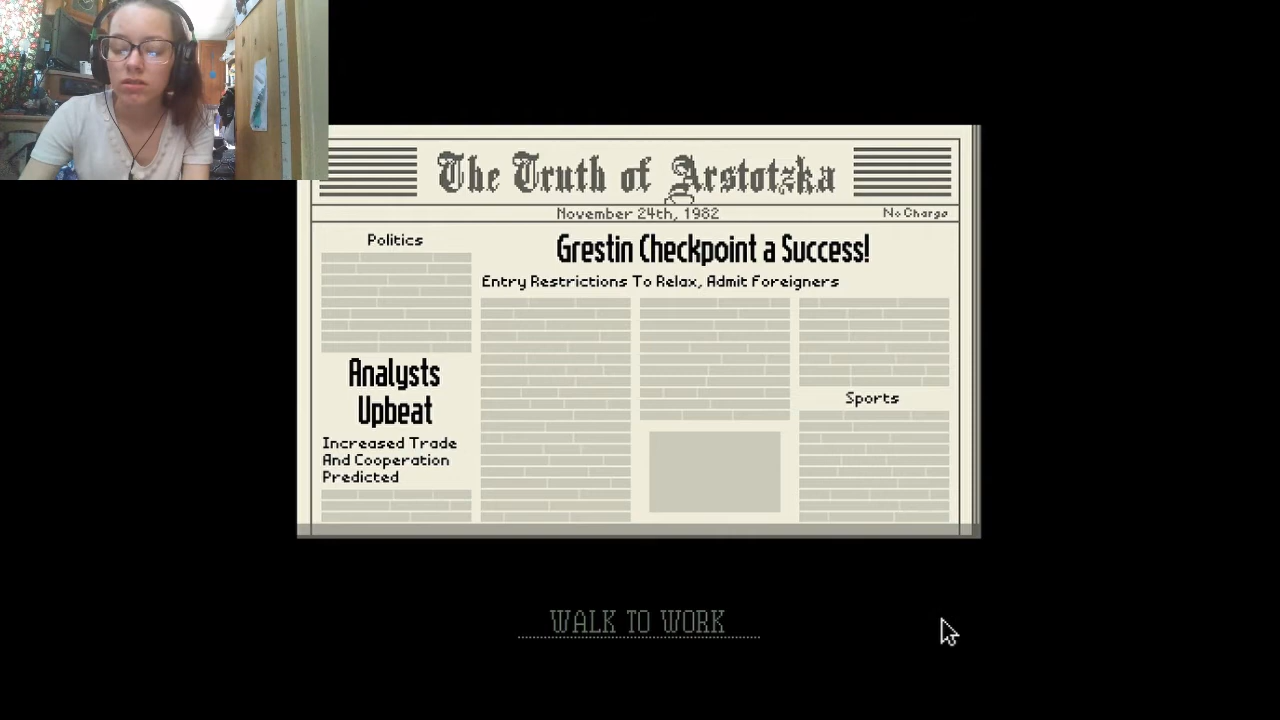 The Truth of Arstotzka
November 24th, 1982
No Charge
Politics
Grestin Checkpoint a Success!
Entry Restrictions To Relax, Admit Foreigners
Analysts
Upbeat
Increased Trade
And Cooperation
Predicted
Sports
WALK TO WORK